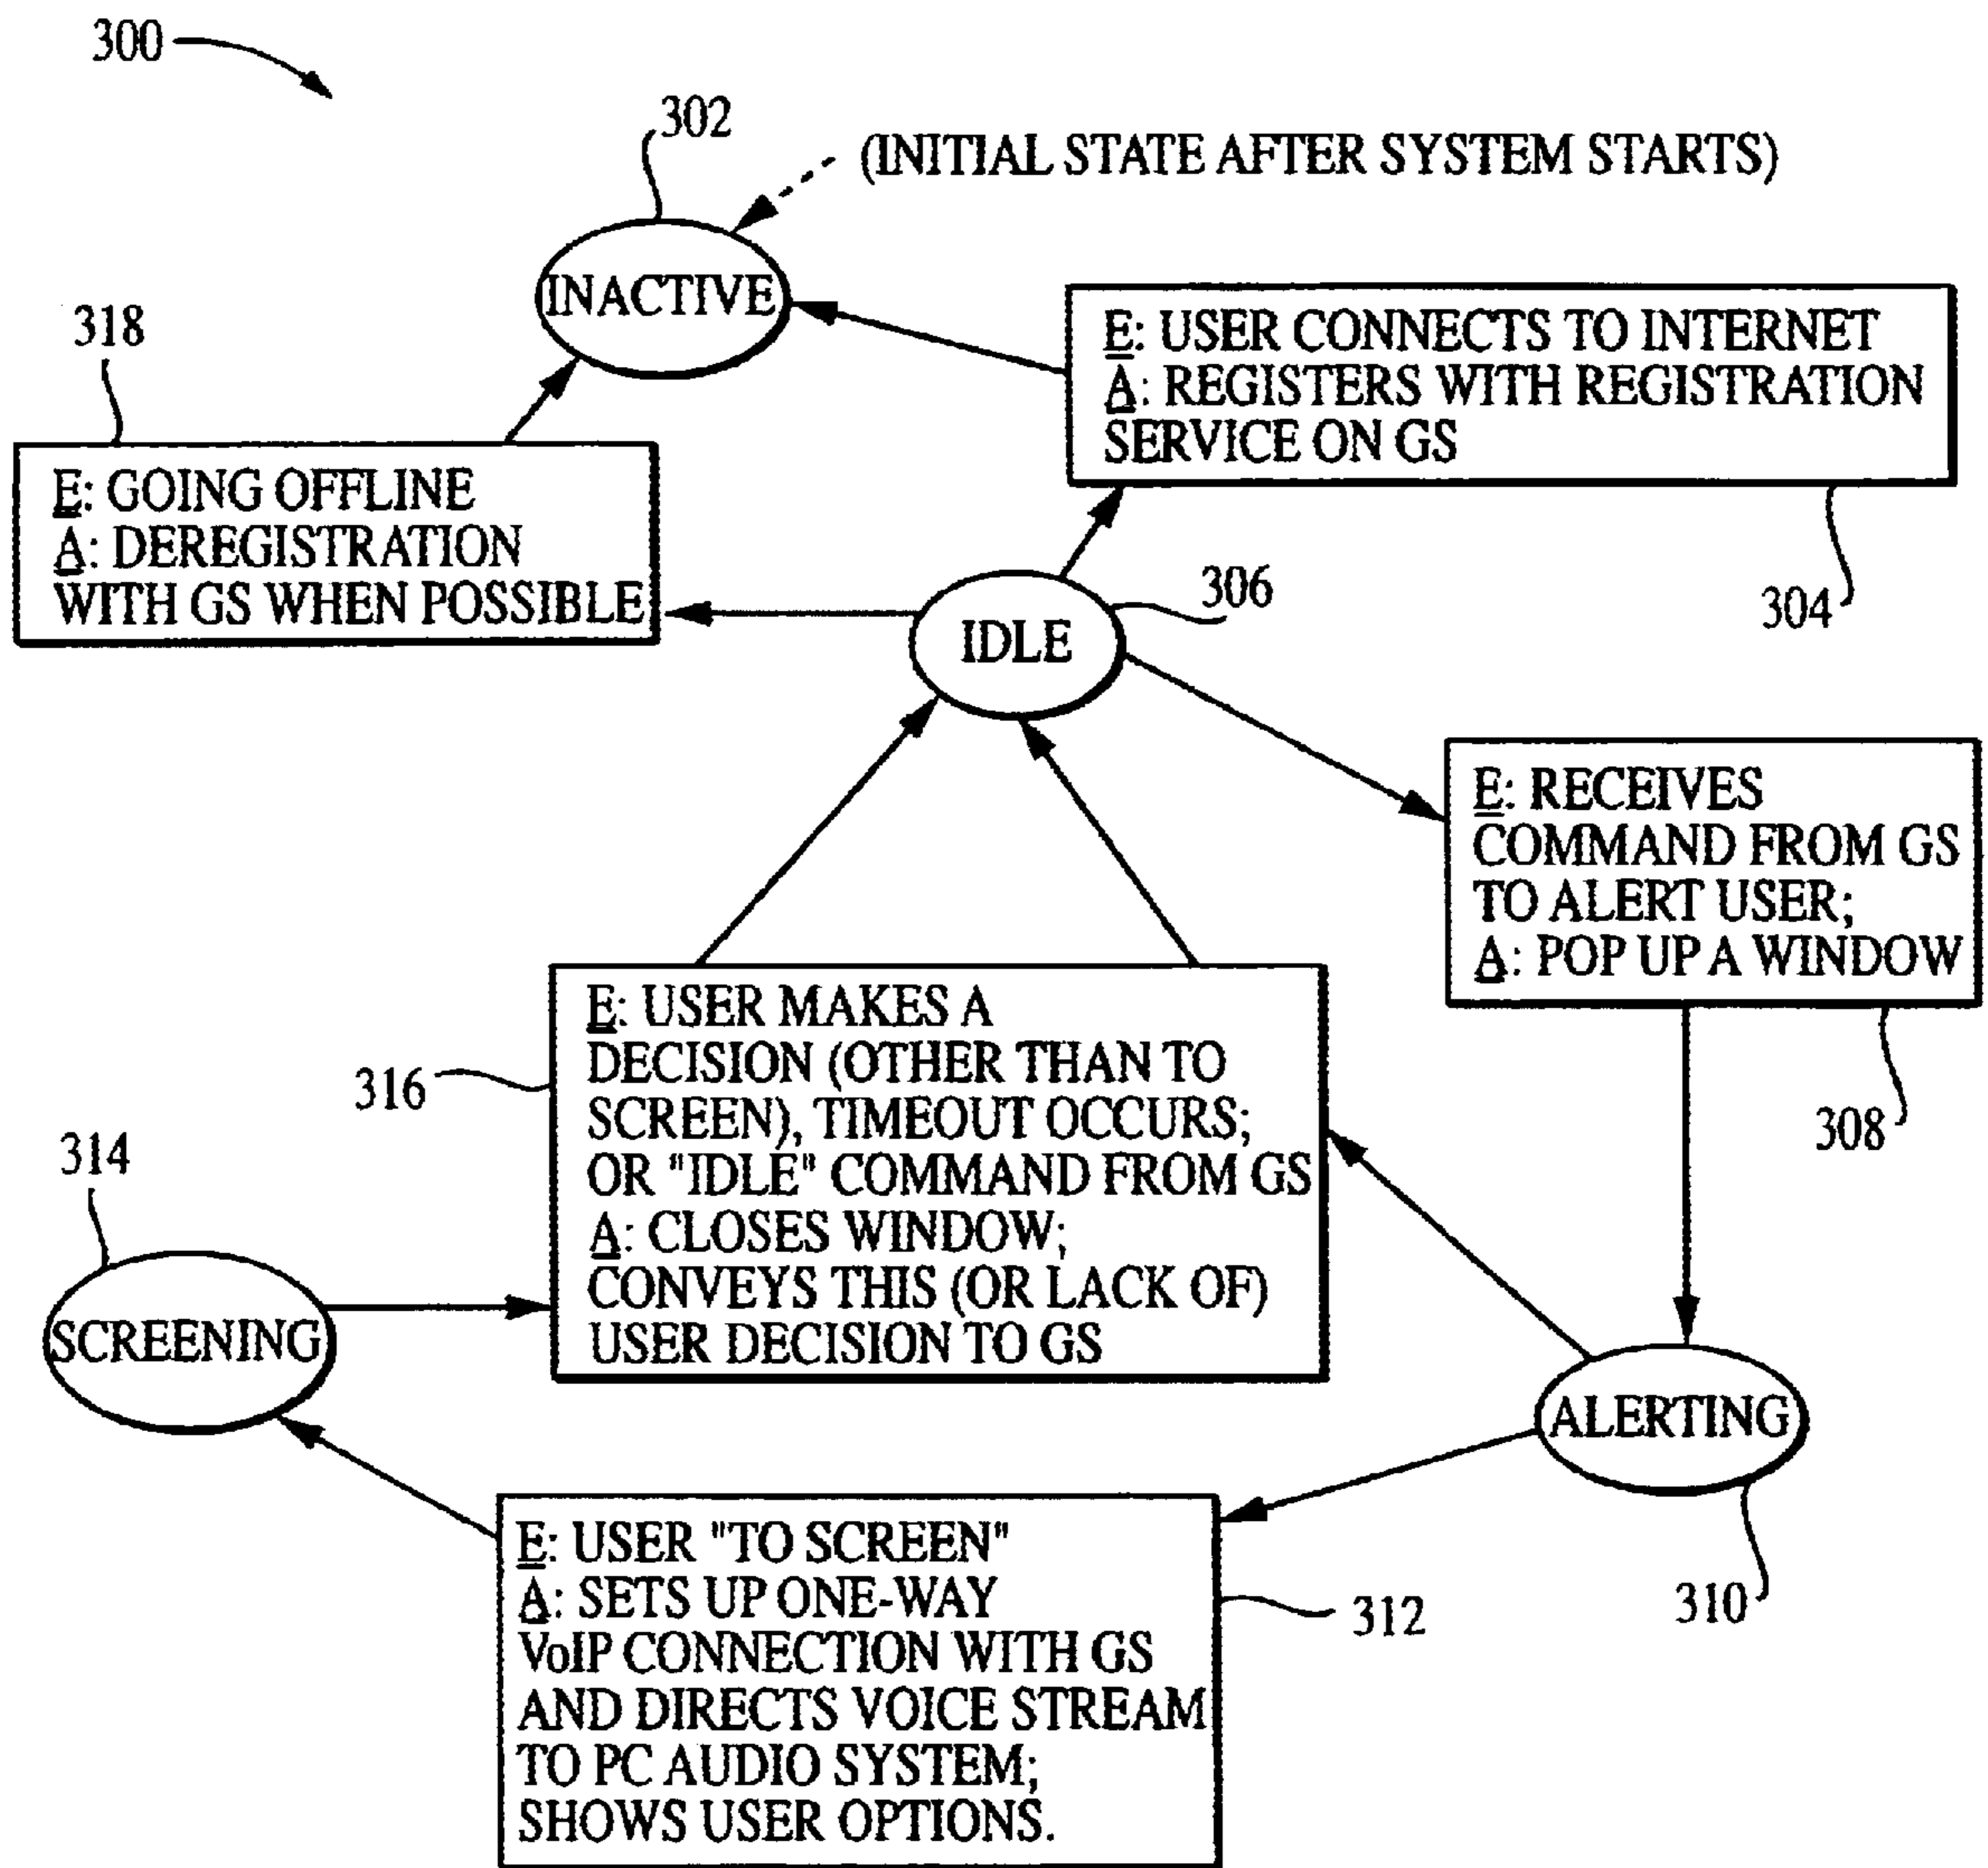 300
302
(INITIAL STATE AFTER SYSTEM STARTS)
INACTIVE
318
E: USER CONNECTS TO INTERNET
A: REGISTERS WITH REGISTRATION
SERVICE ON GS
304
E: GOING OFFLINE
A: DEREGISTRATION
WITH GS WHEN POSSIBLE
306
IDLE
E: RECEIVES
COMMAND FROM GS
TO ALERT USER;
A: POP UP A WINDOW
308
316
E: USER MAKES A
DECISION (OTHER THAN TO
SCREEN), TIMEOUT OCCURS;
OR "IDLE" COMMAND FROM GS
A: CLOSES WINDOW;
CONVEYS THIS (OR LACK OF)
USER DECISION TO GS
314
SCREENING
ALERTING
310
E: USER "TO SCREEN"
A: SETS UP ONE-WAY
VoIP CONNECTION WITH GS
AND DIRECTS VOICE STREAM
TO PC AUDIO SYSTEM;
SHOWS USER OPTIONS.
312